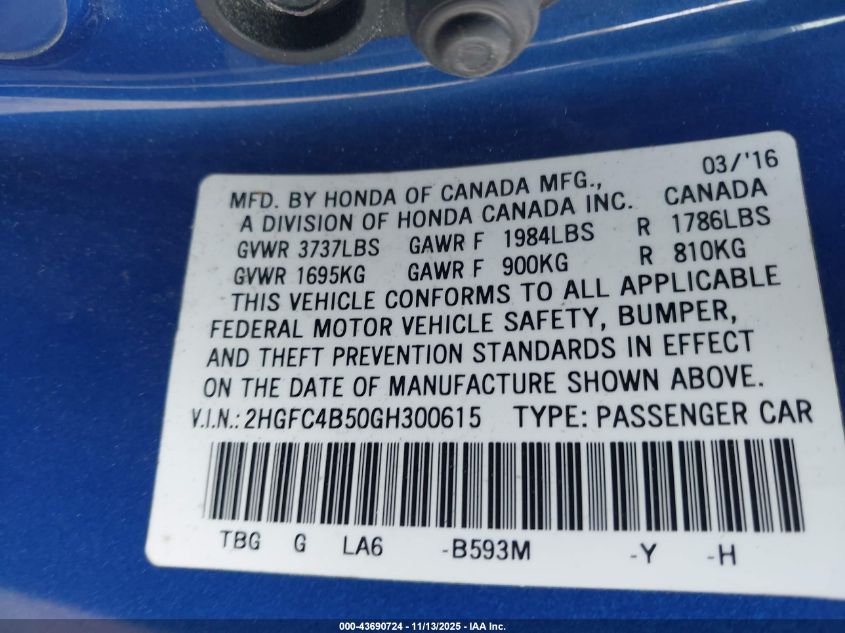 03/'16
MFD. BY HONDA OF CANADA MFG.,
A DIVISION OF HONDA CANADA INC. CANADA
GVWR 3737LBS GAWR F 1984LBS R 1786LBS
GVWR 1695KG GAWR F 900KG R 810KG
THIS VEHICLE CONFORMS TO ALL APPLICABLE
FEDERAL MOTOR VEHICLE SAFETY, BUMPER,
AND THEFT PREVENTION STANDARDS IN EFFECT
ON THE DATE OF MANUFACTURE SHOWN ABOVE.
V.I.N.: 2HGFC4B50GH300615 TYPE: PASSENGER CAR
TBG G LA6 -B593M -Y -H
000-43690724 - 11/13/2025 - IAA Inc.